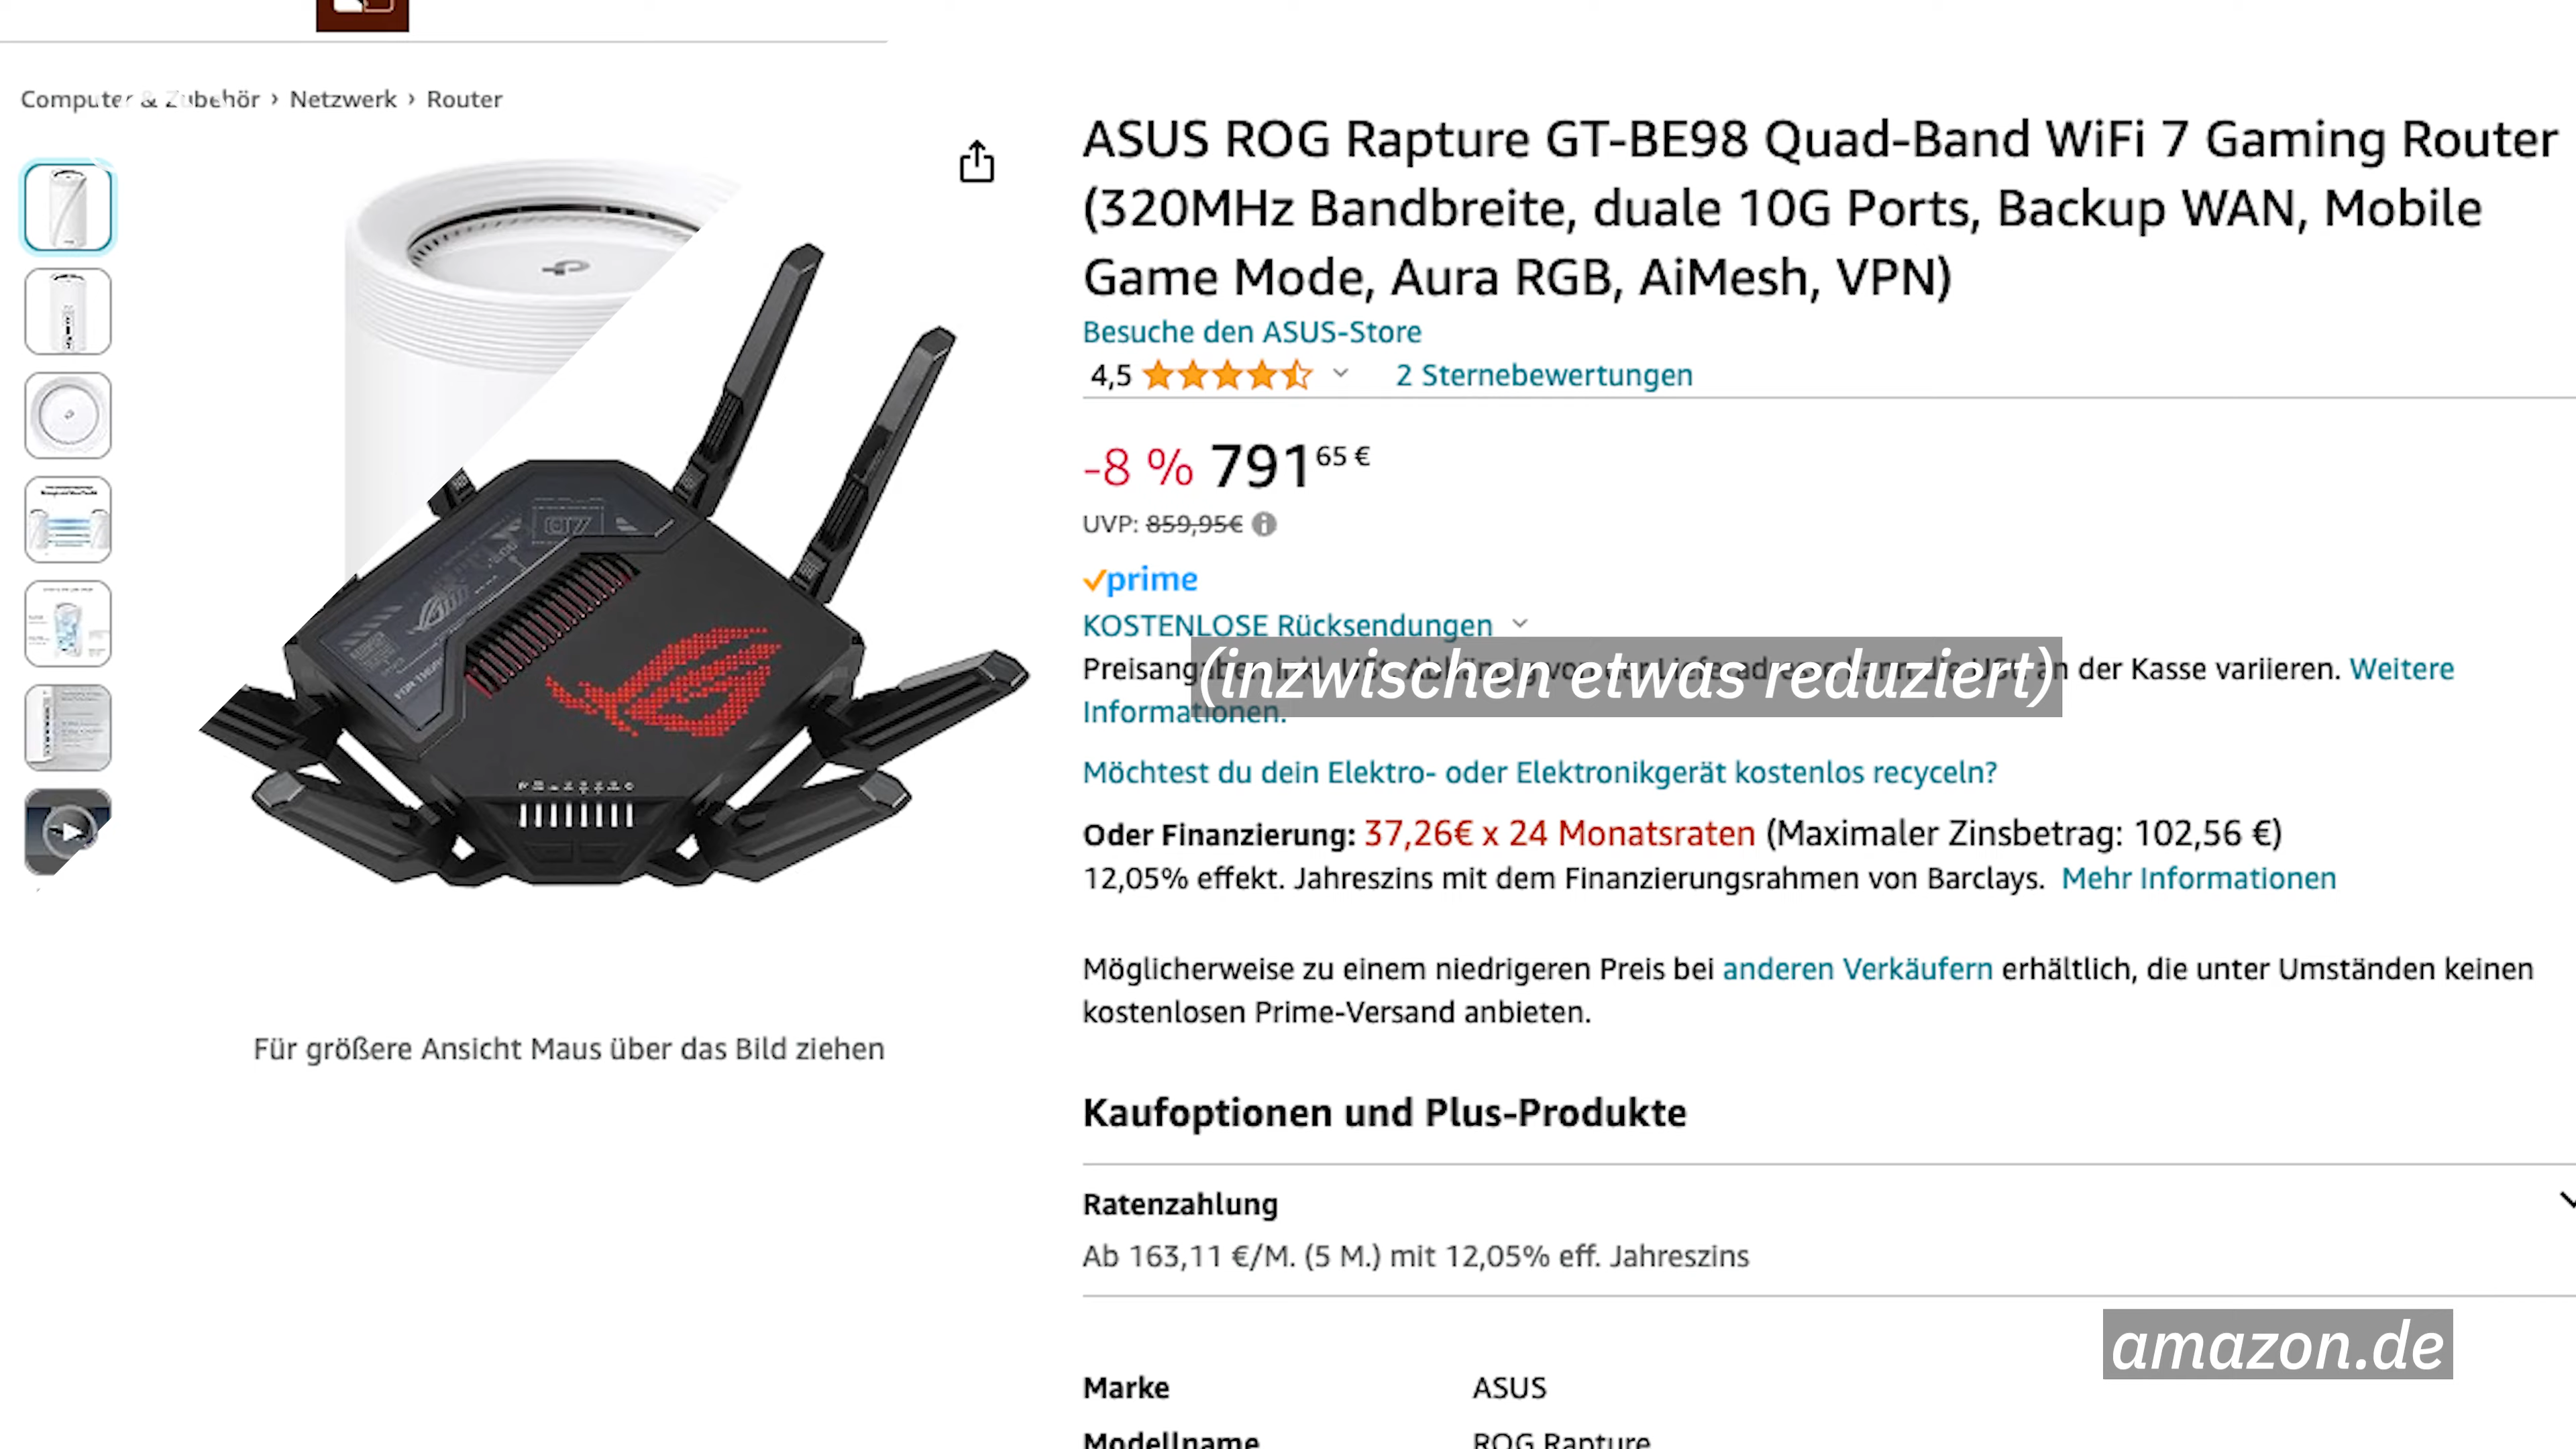 Computer & Zubehör › Netzwerk › Router
ASUS ROG Rapture GT-BE98 Quad-Band WiFi 7 Gaming Router
(320MHz Bandbreite, duale 10G Ports, Backup WAN, Mobile
Game Mode, Aura RGB, AiMesh, VPN)
Besuche den ASUS-Store
4,5 2 Sternebewertungen
-8 % 791 65 €
UVP: 859,95€
prime
KOSTENLOSE Rücksendungen
(inzwischen etwas reduziert)
an der Kasse variieren. Weitere
Informationen.
Möchtest du dein Elektro- oder Elektronikgerät kostenlos recyceln?
Oder Finanzierung: 37,26€ x 24 Monatsraten (Maximaler Zinsbetrag: 102,56 €)
12,05% effekt. Jahreszins mit dem Finanzierungsrahmen von Barclays. Mehr Informationen
Möglicherweise zu einem niedrigeren Preis bei anderen Verkäufern erhältlich, die unter Umständen keinen
kostenlosen Prime-Versand anbieten.
Für größere Ansicht Maus über das Bild ziehen
Kaufoptionen und Plus-Produkte
Ratenzahlung
Ab 163,11 €/M. (5 M.) mit 12,05% eff. Jahreszins
amazon.de
Marke ASUS
Modellname ROG Rapture